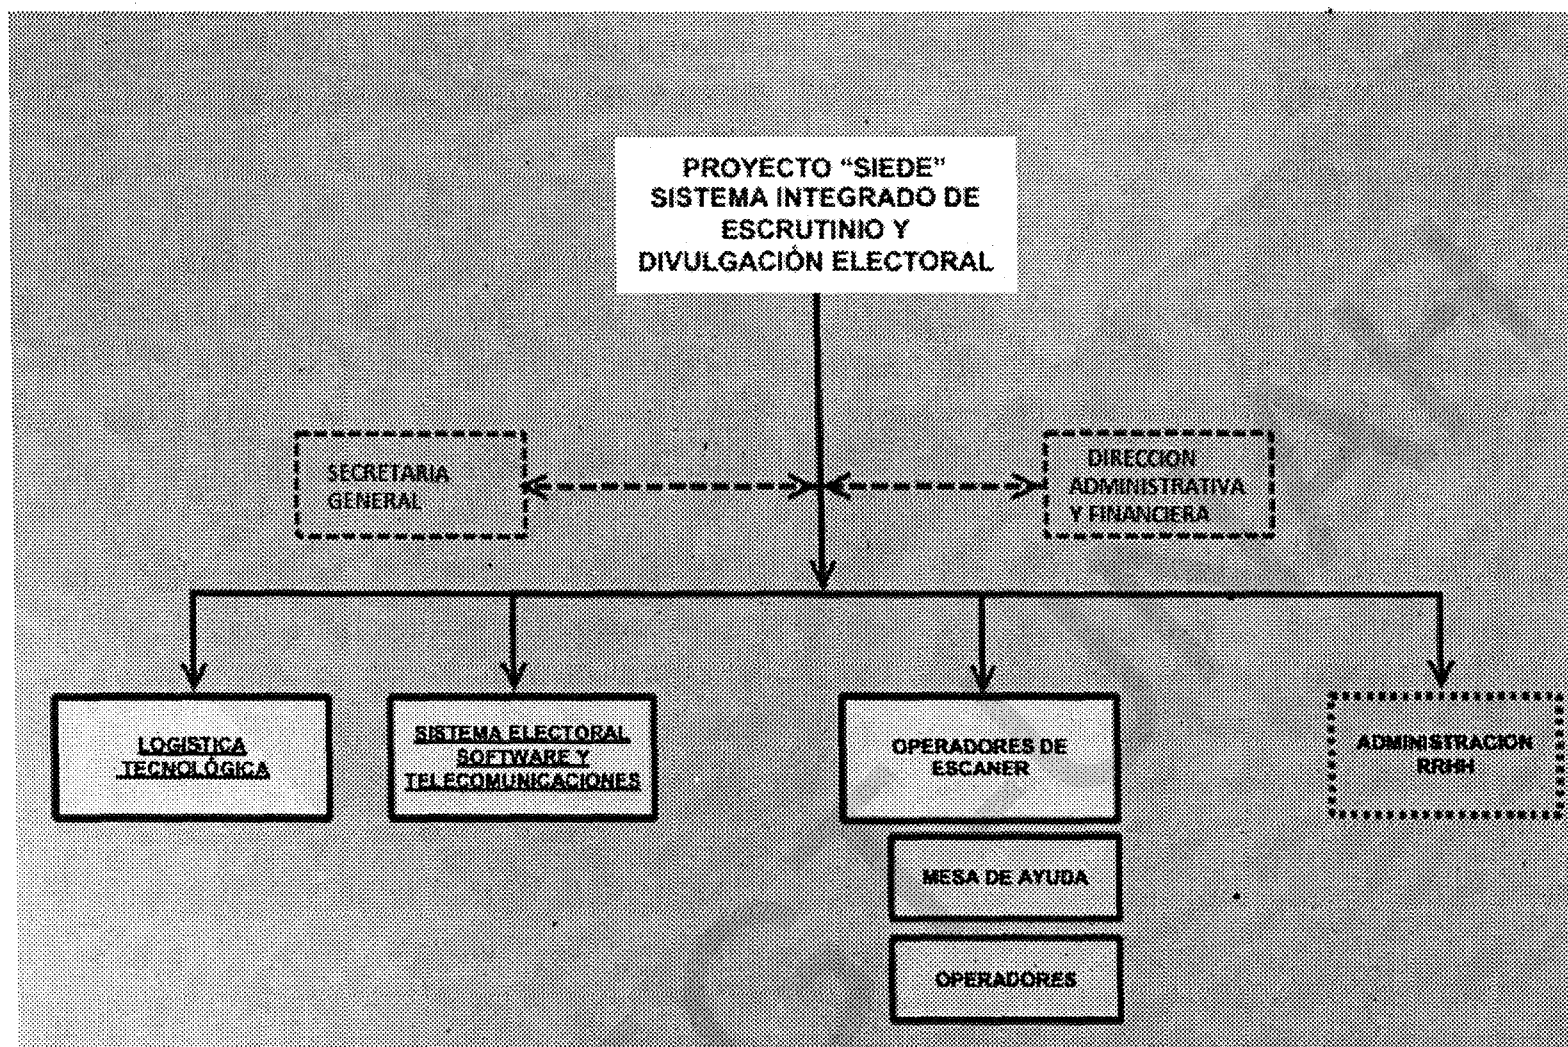 PROYECTO “SIEDE”
SISTEMA INTEGRADO DE
ESCRUTINIO Y
DIVULGACIÓN ELECTORAL
SECRETARIA
GENERAL
DIRECCION
ADMINISTRATIVA
Y FINANCIERA
LOGISTICA
TECNOLÓGICA
SISTEMA ELECTORAL
SOFTWARE Y
TELECOMUNICACIONES
OPERADORES DE
ESCANER
ADMINISTRACION
RRHH
MESA DE AYUDA
OPERADORES